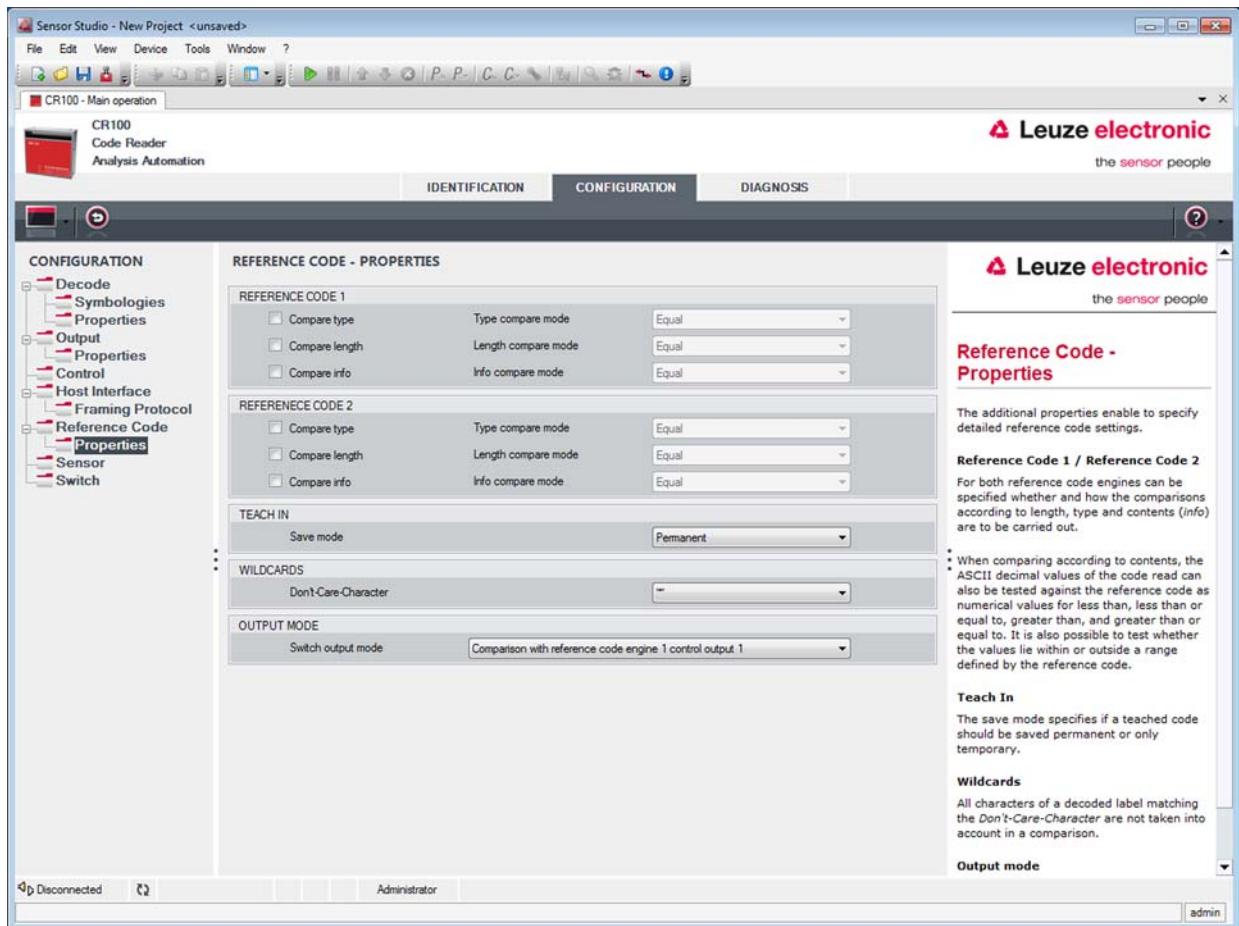 Sensor Studio - New Project <unsaved>
File Edit View Device Tools Window ?
P- P- C- C-
CR100 - Main operation
CR100
Code Reader
Analysis Automation
Leuze electronic
the sensor people
IDENTIFICATION CONFIGURATION DIAGNOSIS
CONFIGURATION
Decode
Symbologies
Properties
Output
Properties
Control
Host Interface
Framing Protocol
Reference Code
Properties
Sensor
Switch
REFERENCE CODE - PROPERTIES
REFERENCE CODE 1
Compare type Type compare mode Equal
Compare length Length compare mode Equal
Compare info Info compare mode Equal
REFERENECE CODE 2
Compare type Type compare mode Equal
Compare length Length compare mode Equal
Compare info Info compare mode Equal
TEACH IN
Save mode Permanent
WILDCARDS
Don't-Care-Character
OUTPUT MODE
Switch output mode Comparison with reference code engine 1 control output 1
Leuze electronic
the sensor people
Reference Code -
Properties
The additional properties enable to specify
detailed reference code settings.
Reference Code 1 / Reference Code 2
For both reference code engines can be
specified whether and how the comparisons
according to length, type and contents (info)
are to be carried out.
When comparing according to contents, the
ASCII decimal values of the code read can
also be tested against the reference code as
numerical values for less than, less than or
equal to, greater than, and greater than or
equal to. It is also possible to test whether
the values lie within or outside a range
defined by the reference code.
Teach In
The save mode specifies if a teached code
should be saved permanent or only
temporary.
Wildcards
All characters of a decoded label matching
the Don't-Care-Character are not taken into
account in a comparison.
Output mode
Disconnected Administrator
admin